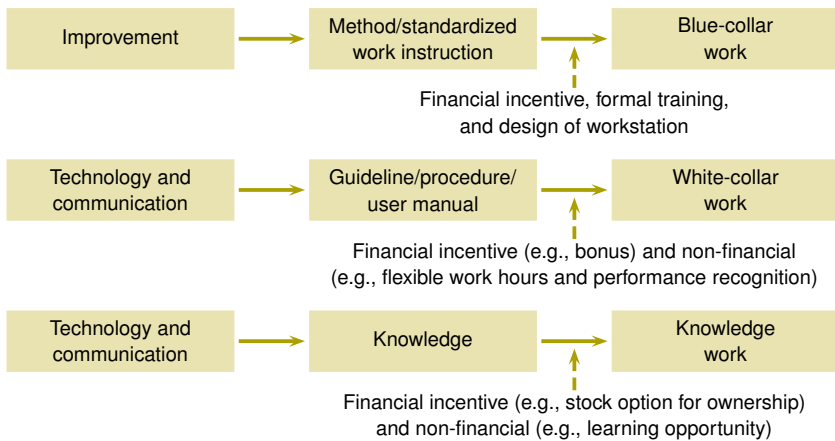 Improvement
Method/standardized
work instruction
Blue-collar
work
Financial incentive, formal training,
and design of workstation
Technology and
communication
Guideline/procedure/
user manual
White-collar
work
Financial incentive (e.g., bonus) and non-financial
(e.g., flexible work hours and performance recognition)
Technology and
communication
Knowledge
Knowledge
work
Financial incentive (e.g., stock option for ownership)
and non-financial (e.g., learning opportunity)